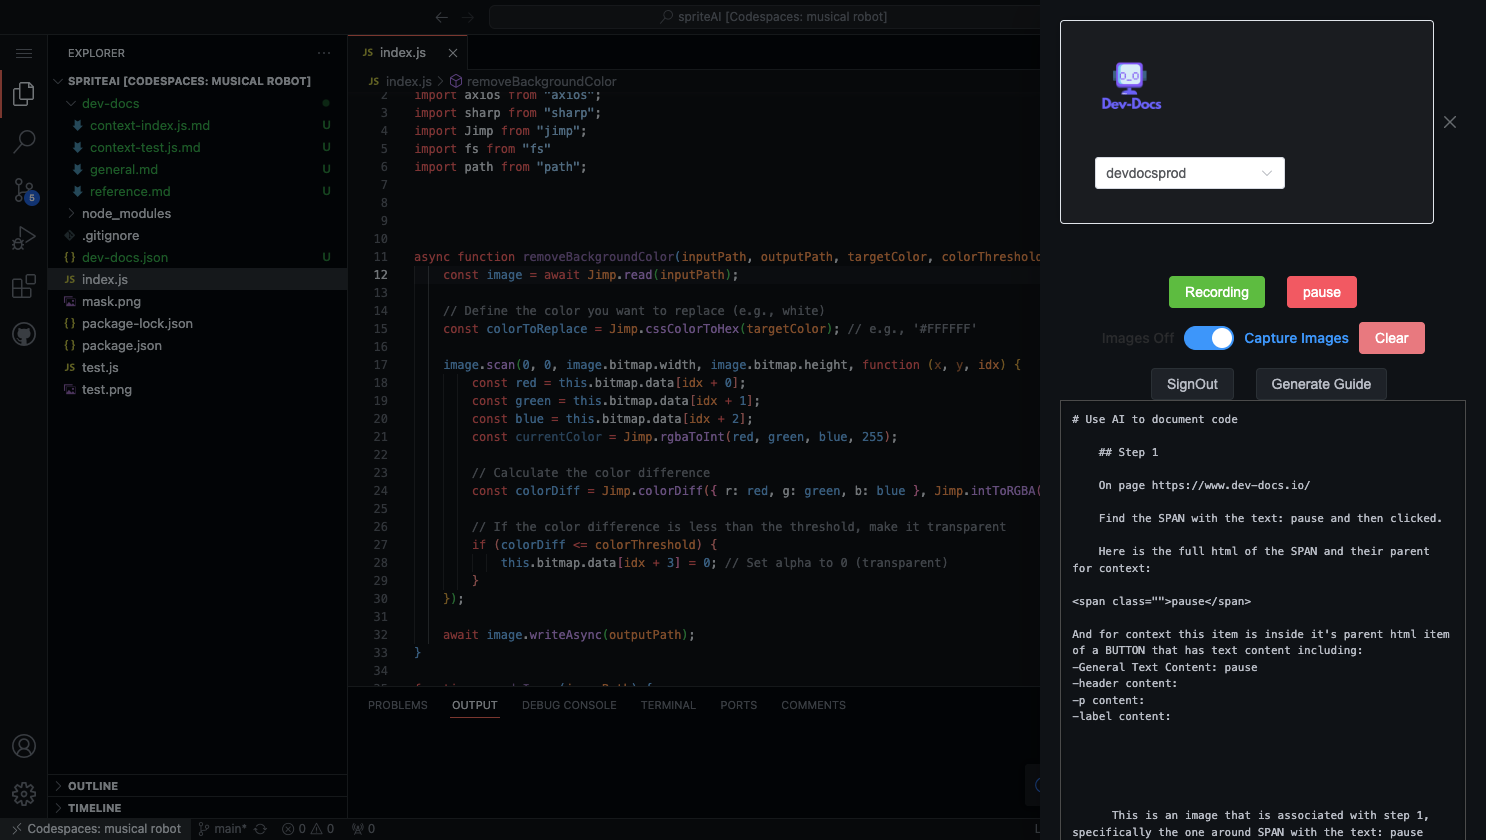 spriteAI [Codespaces: musical robot]
EXPLORER
SPRITEAI [CODESPACES: MUSICAL ROBOT]
dev-docs
context-index.js.md U
context-test.js.md U
general.md U
reference.md U
node_modules
.gitignore
{} dev-docs.json U
JS index.js
mask.png
{} package-lock.json
{} package.json
JS test.js
test.png
5
OUTLINE
TIMELINE
JS index.js
JS index.js > removeBackgroundColor
2 import axios from "axios";
3 import sharp from "sharp";
4 import Jimp from "jimp";
5 import fs from "fs"
6 import path from "path";
7
8
9
10
11 async function removeBackgroundColor(inputPath, outputPath, targetColor, colorThreshold
12 const image = await Jimp.read(inputPath);
13
14 // Define the color you want to replace (e.g., white)
15 const colorToReplace = Jimp.cssColorToHex(targetColor); // e.g., '#FFFFFF'
16
17 image.scan(0, 0, image.bitmap.width, image.bitmap.height, function (x, y, idx) {
18 const red = this.bitmap.data[idx + 0];
19 const green = this.bitmap.data[idx + 1];
20 const blue = this.bitmap.data[idx + 2];
21 const currentColor = Jimp.rgbaToInt(red, green, blue, 255);
22
23 // Calculate the color difference
24 const colorDiff = Jimp.colorDiff({ r: red, g: green, b: blue }, Jimp.intToRGBA(
25
26 // If the color difference is less than the threshold, make it transparent
27 if (colorDiff <= colorThreshold) {
28 this.bitmap.data[idx + 3] = 0; // Set alpha to 0 (transparent)
29 }
30 });
31
32 await image.writeAsync(outputPath);
33 }
34
PROBLEMS OUTPUT DEBUG CONSOLE TERMINAL PORTS COMMENTS
Codespaces: musical robot main* 0 0 0
Dev-Docs
devdocsprod
Recording pause
Images Off Capture Images Clear
SignOut Generate Guide
# Use AI to document code
## Step 1
On page https://www.dev-docs.io/
Find the SPAN with the text: pause and then clicked.
Here is the full html of the SPAN and their parent
for context:
<span class="">pause</span>
And for context this item is inside it's parent html item
of a BUTTON that has text content including:
-General Text Content: pause
-header content:
-p content:
-label content:
This is an image that is associated with step 1,
specifically the one around SPAN with the text: pause